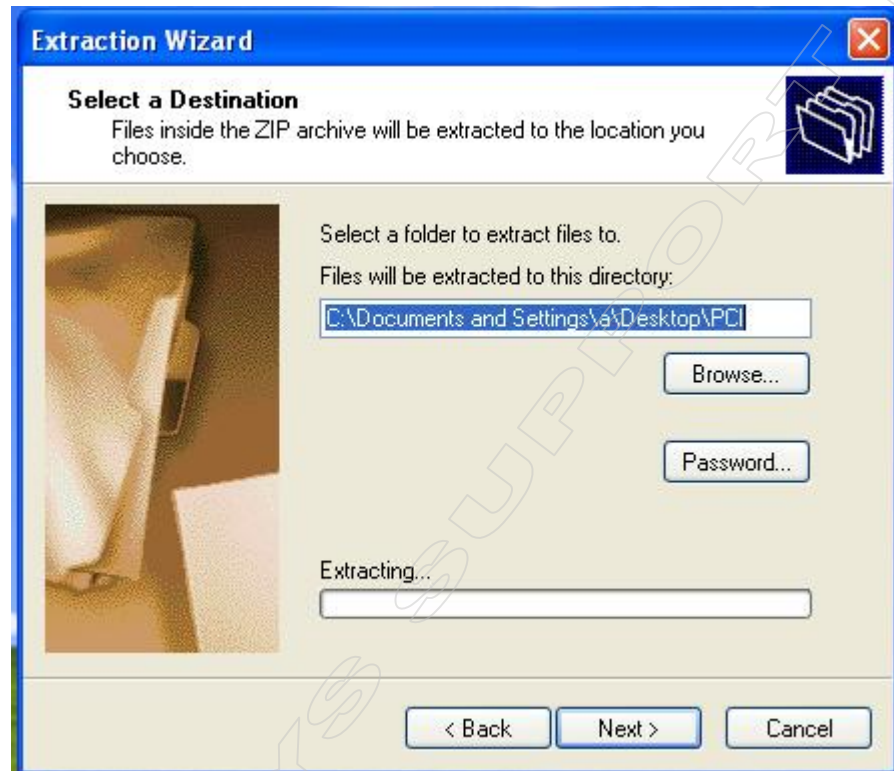 Extraction Wizard
Select a Destination
Files inside the ZIP archive will be extracted to the location you
choose.
Select a folder to extract files to.
Files will be extracted to this directory:
C:\Documents and Settings\a\Desktop\PCI
Browse...
Password...
Extracting...
< Back Next > Cancel
S SUPPORT